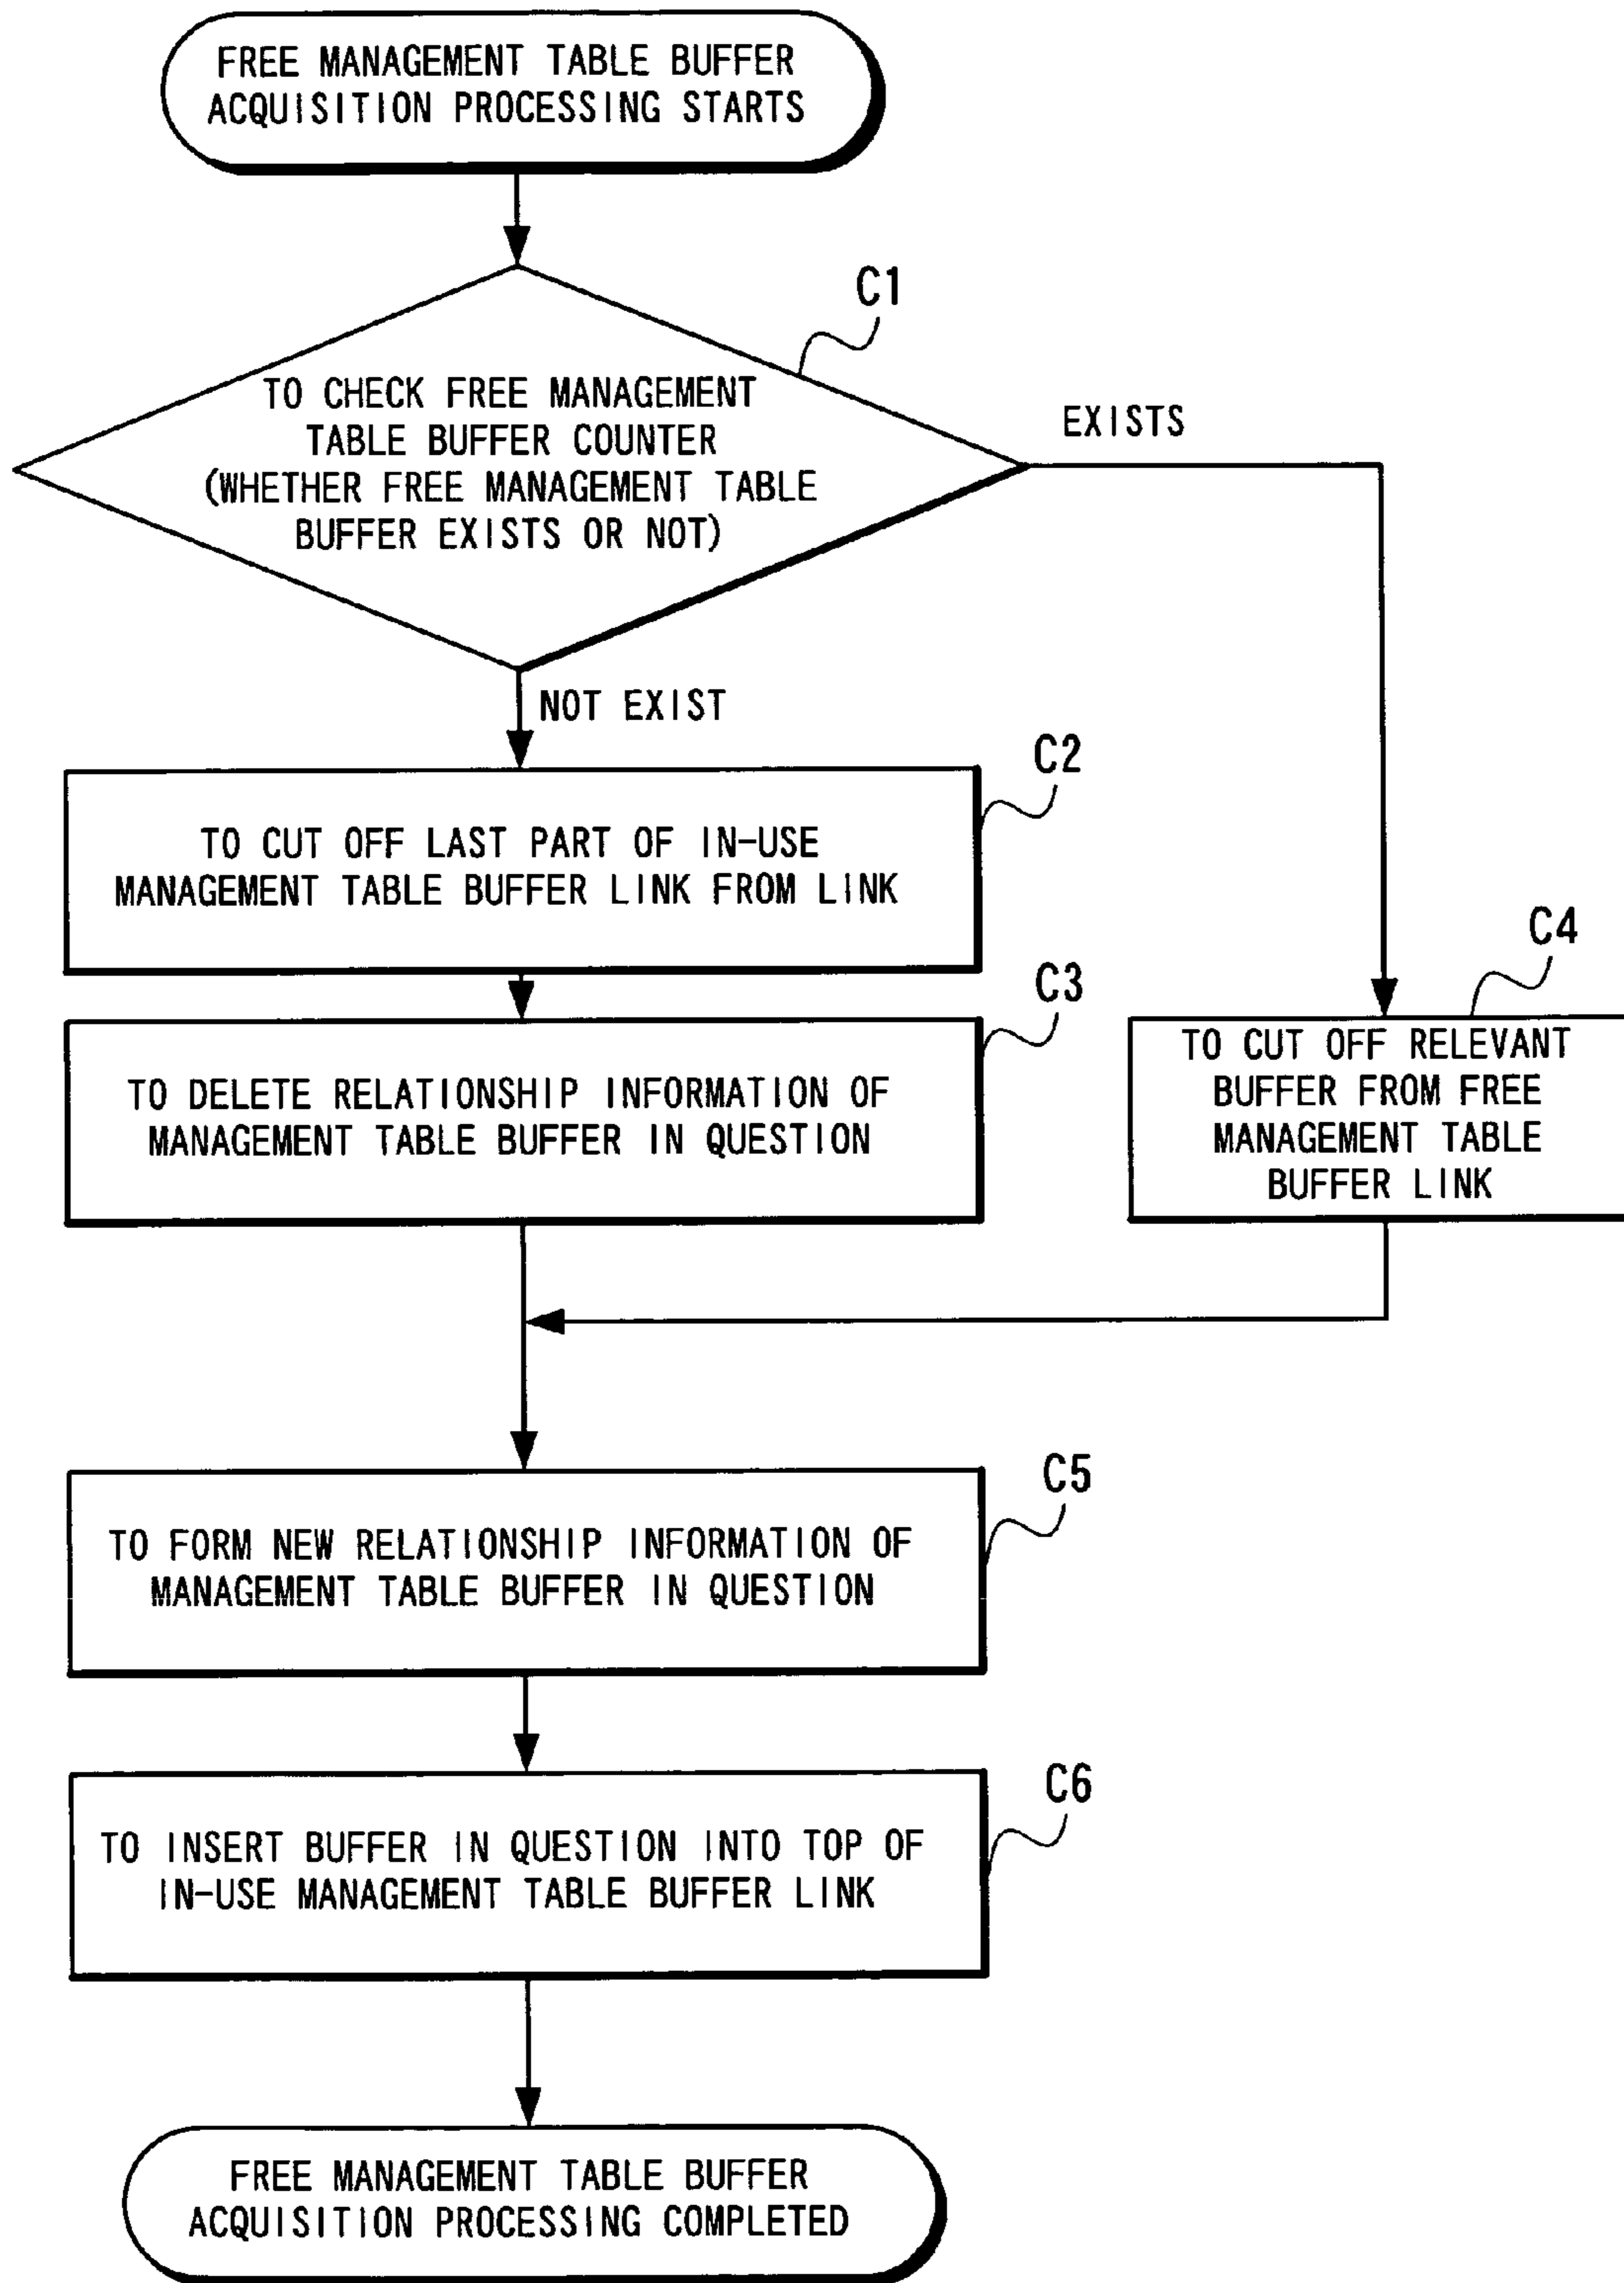 FREE MANAGEMENT TABLE BUFFER
ACQUISITION PROCESSING STARTS
C1
TO CHECK FREE MANAGEMENT
TABLE BUFFER COUNTER
(WHETHER FREE MANAGEMENT TABLE
BUFFER EXISTS OR NOT)
EXISTS
NOT EXIST
C2
TO CUT OFF LAST PART OF IN-USE
MANAGEMENT TABLE BUFFER LINK FROM LINK
C3
TO DELETE RELATIONSHIP INFORMATION OF
MANAGEMENT TABLE BUFFER IN QUESTION
C4
TO CUT OFF RELEVANT
BUFFER FROM FREE
MANAGEMENT TABLE
BUFFER LINK
C5
TO FORM NEW RELATIONSHIP INFORMATION OF
MANAGEMENT TABLE BUFFER IN QUESTION
C6
TO INSERT BUFFER IN QUESTION INTO TOP OF
IN-USE MANAGEMENT TABLE BUFFER LINK
FREE MANAGEMENT TABLE BUFFER
ACQUISITION PROCESSING COMPLETED